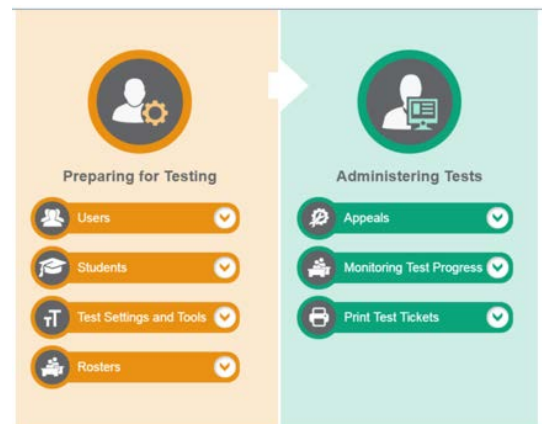 Preparing for Testing
Users
Students
Test Settings and Tools
Rosters
Administering Tests
Appeals
Monitoring Test Progress
Print Test Tickets